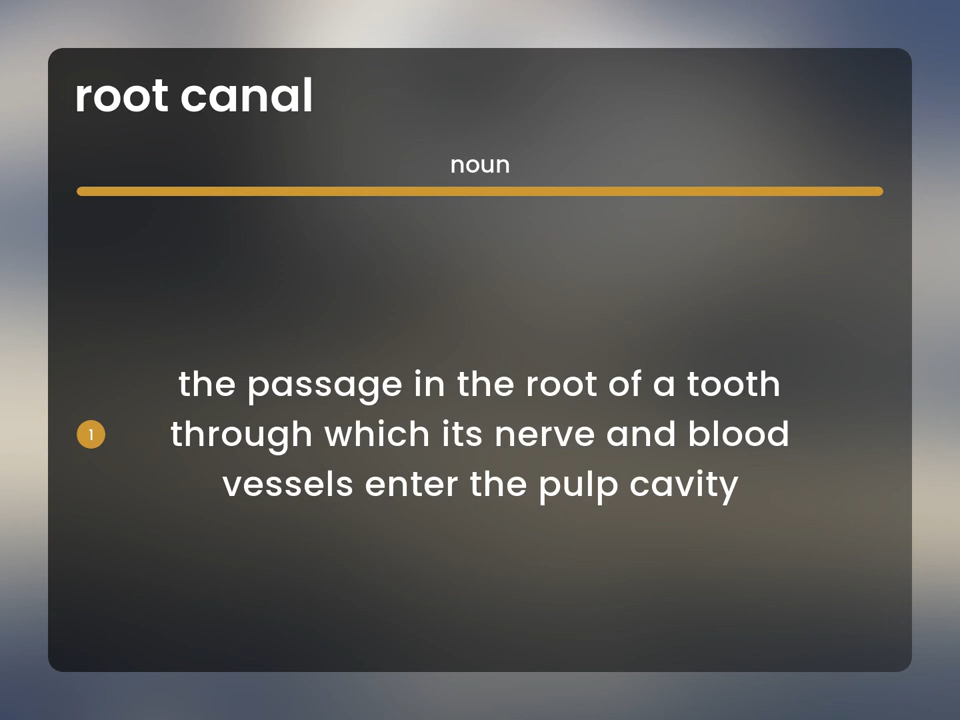 root canal
noun
1
the passage in the root of a tooth
through which its nerve and blood
vessels enter the pulp cavity